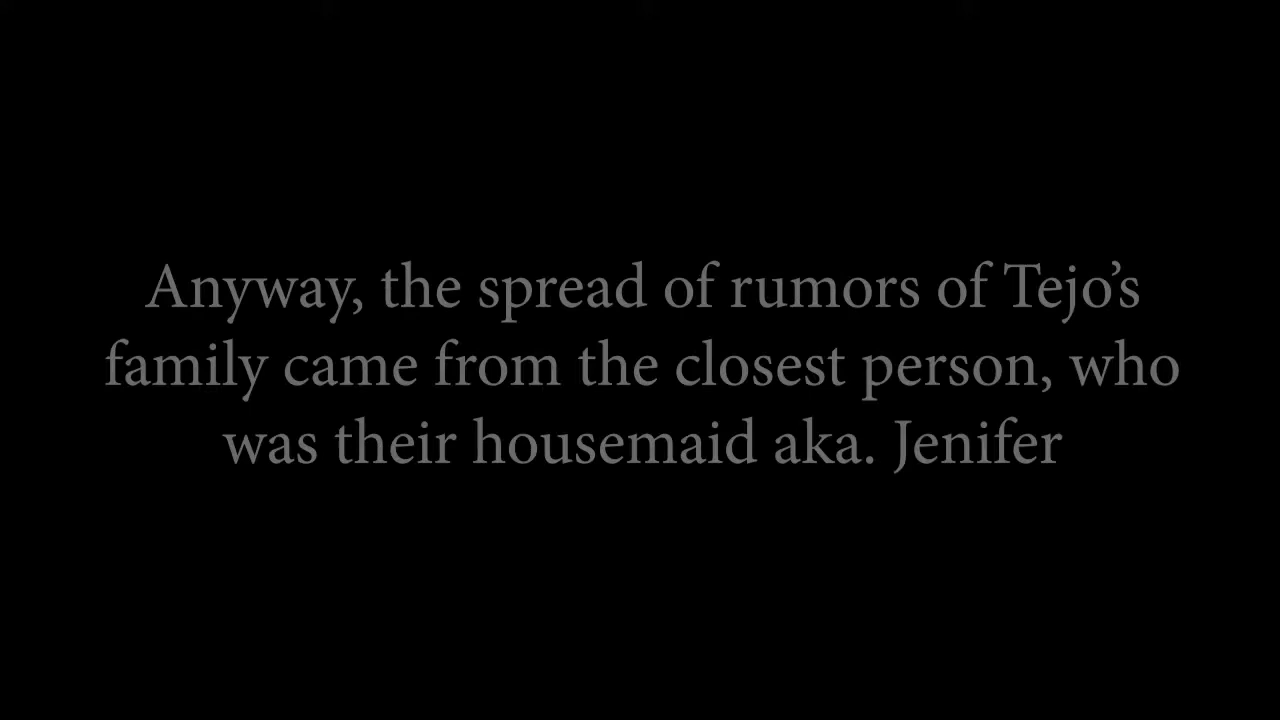 Anyway, the spread of rumors of Tejo’s
family came from the closest person, who
was their housemaid aka. Jenifer